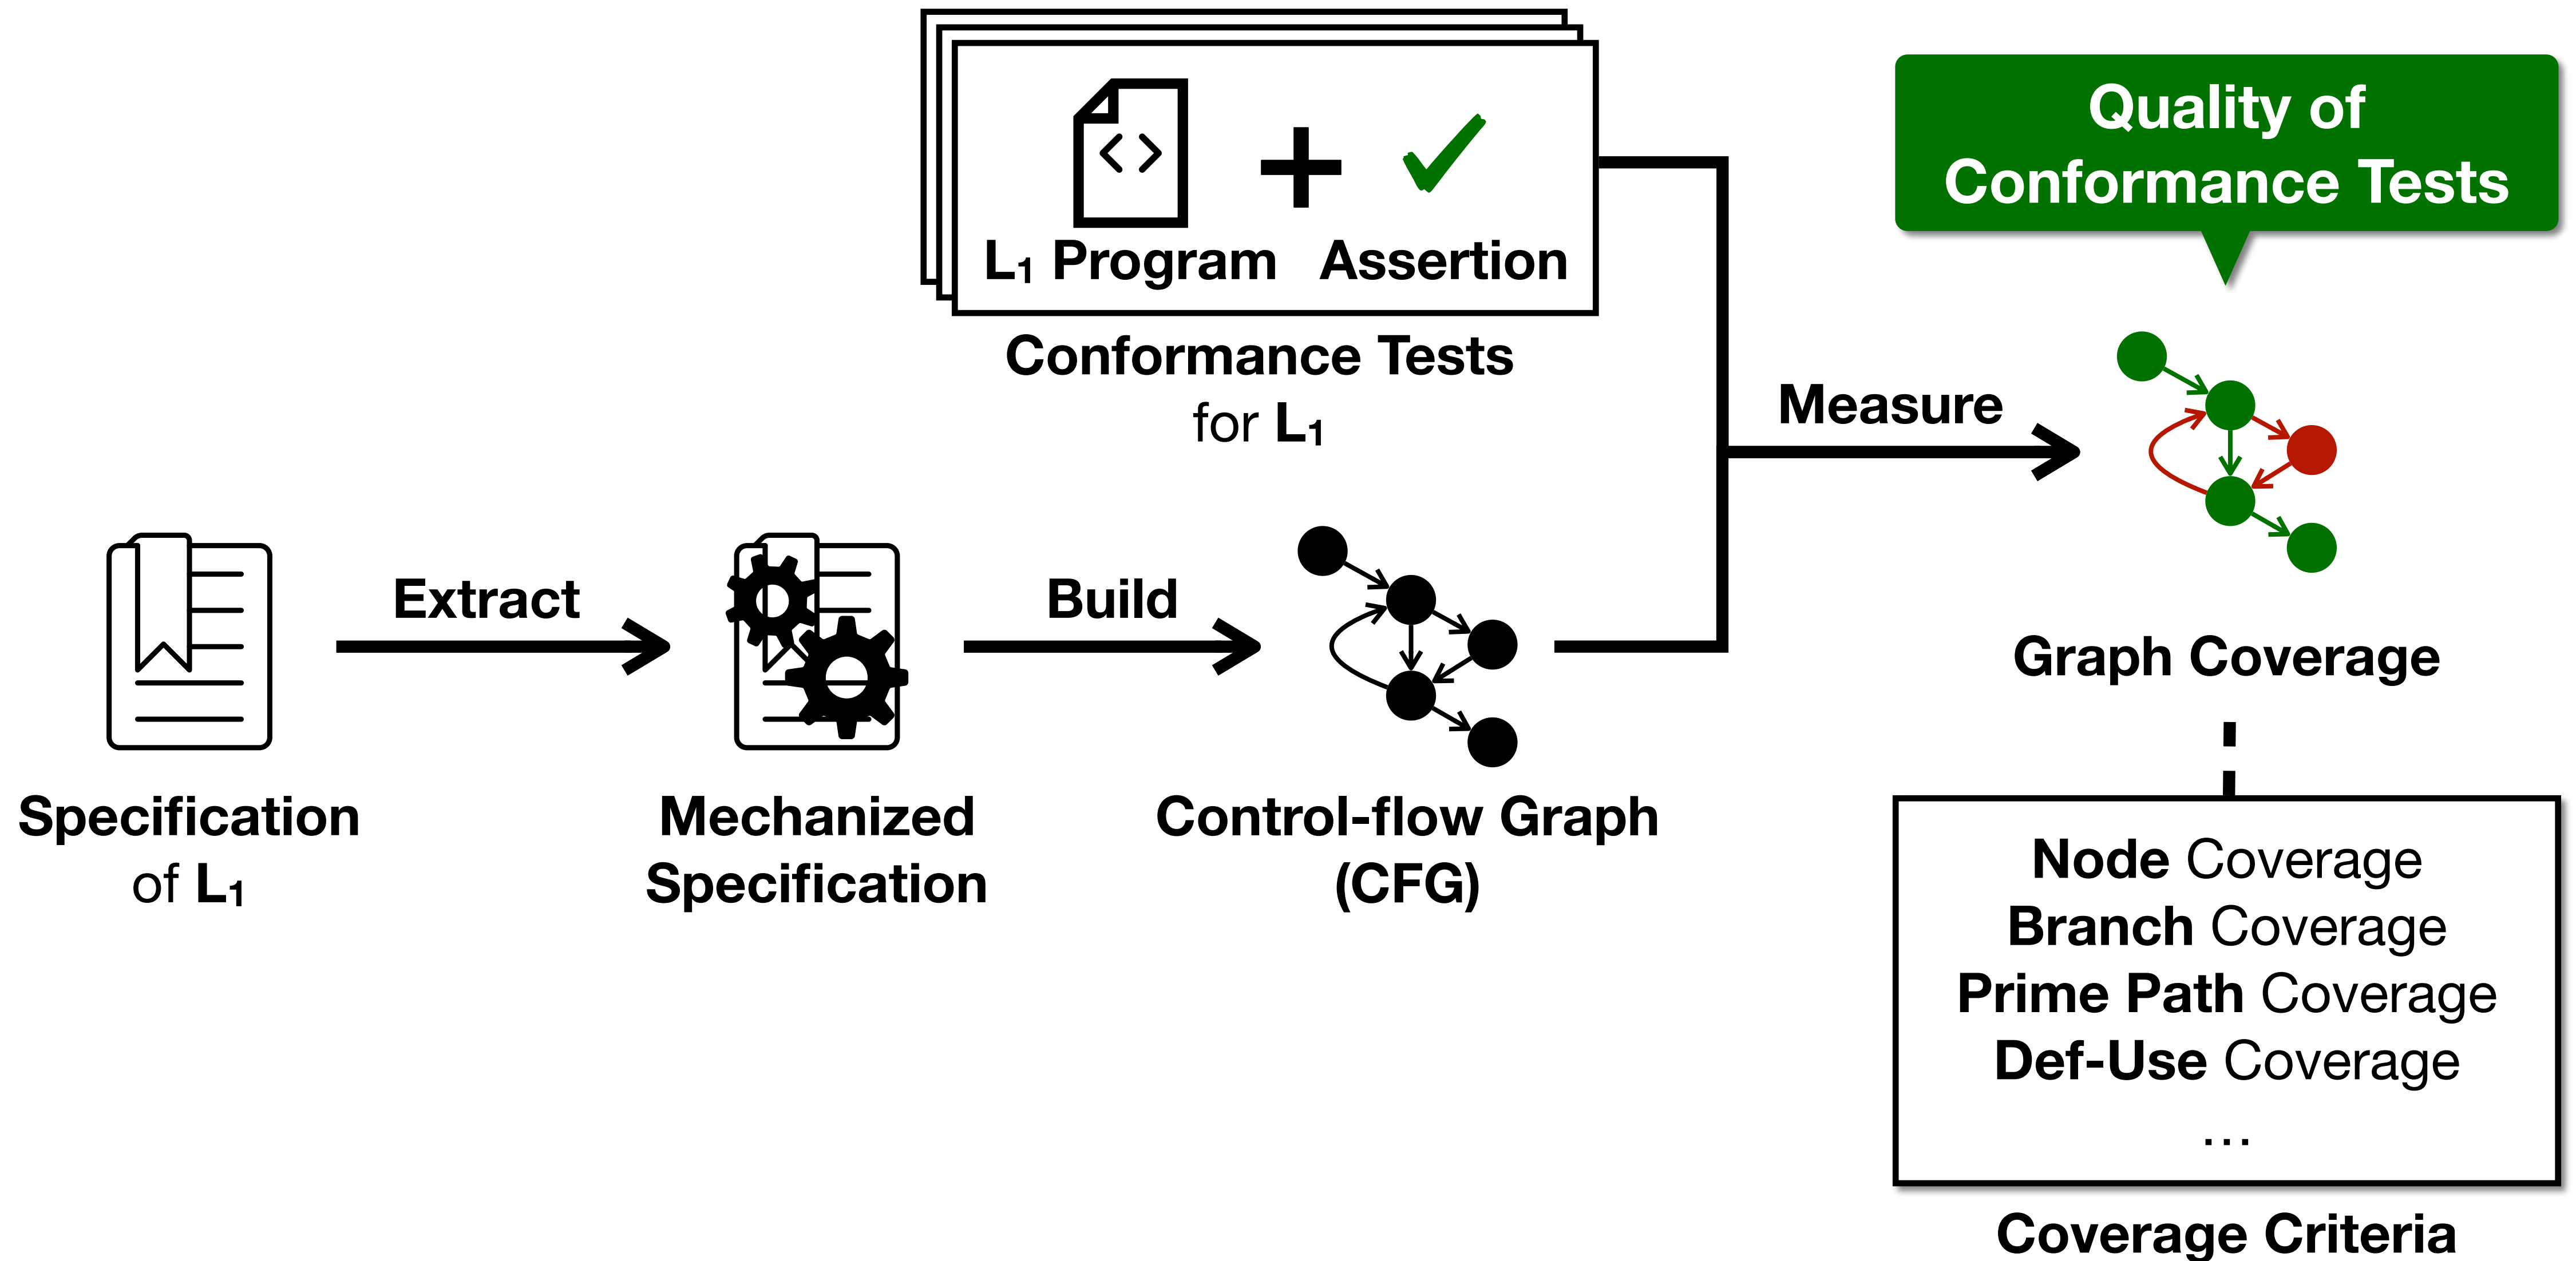 L₁ Program
Assertion
Conformance Tests
for L₁
Quality of
Conformance Tests
Measure
Extract
Build
Graph Coverage
Specification
of L₁
Mechanized
Specification
Control-flow Graph
(CFG)
Node Coverage
Branch Coverage
Prime Path Coverage
Def-Use Coverage
...
Coverage Criteria